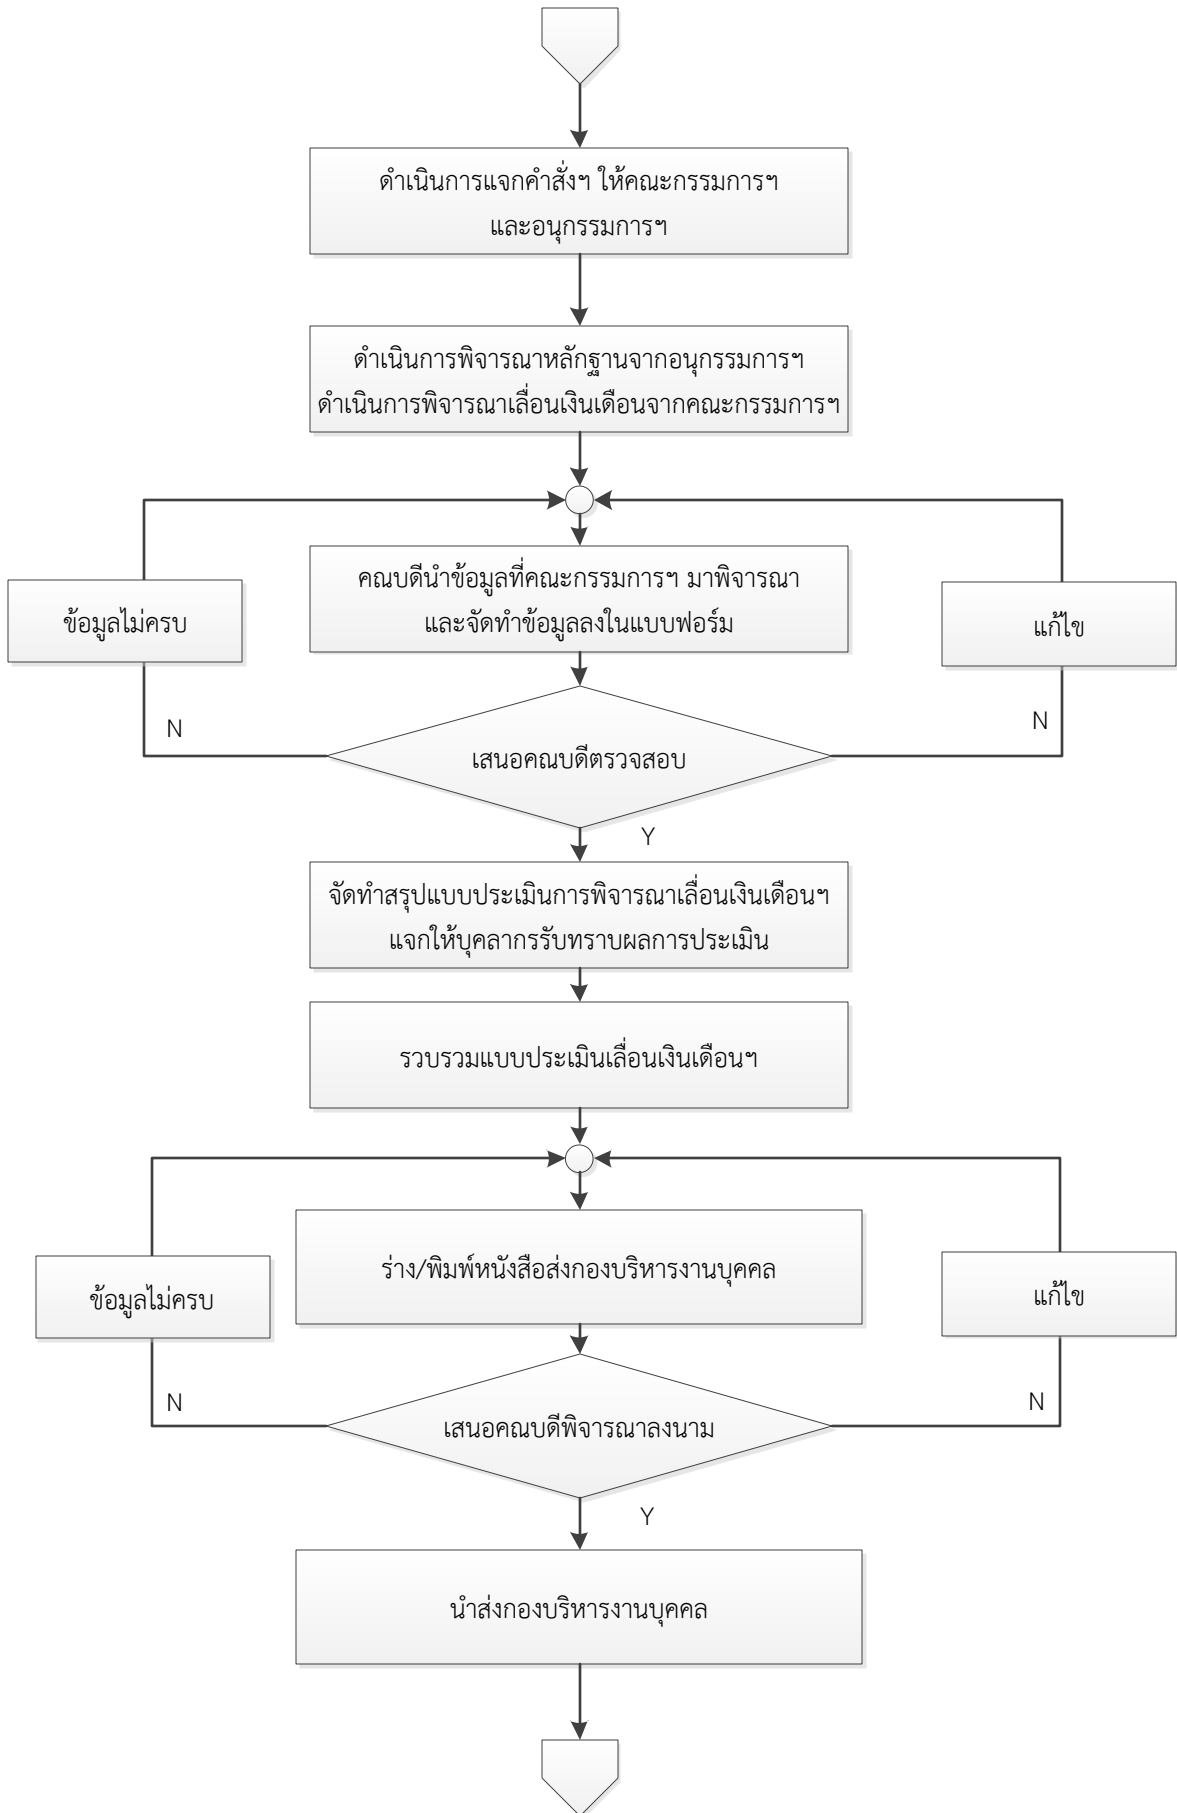 ดำเนินการแจกคำสั่งฯ ให้คณะกรรมการฯ
และอนุกรรมการฯ
ดำเนินการพิจารณาหลักฐานจากอนุกรรมการฯ
ดำเนินการพิจารณาเลื่อนเงินเดือนจากคณะกรรมการฯ
คณบดีนำข้อมูลที่คณะกรรมการฯ มาพิจารณา
และจัดทำข้อมูลลงในแบบฟอร์ม
ข้อมูลไม่ครบ
แก้ไข
N
N
เสนอคณบดีตรวจสอบ
Y
จัดทำสรุปแบบประเมินการพิจารณาเลื่อนเงินเดือนฯ
แจกให้บุคลากรรับทราบผลการประเมิน
รวบรวมแบบประเมินเลื่อนเงินเดือนฯ
ร่าง/พิมพ์หนังสือส่งกองบริหารงานบุคคล
ข้อมูลไม่ครบ
แก้ไข
N
N
เสนอคณบดีพิจารณาลงนาม
Y
นำส่งกองบริหารงานบุคคล